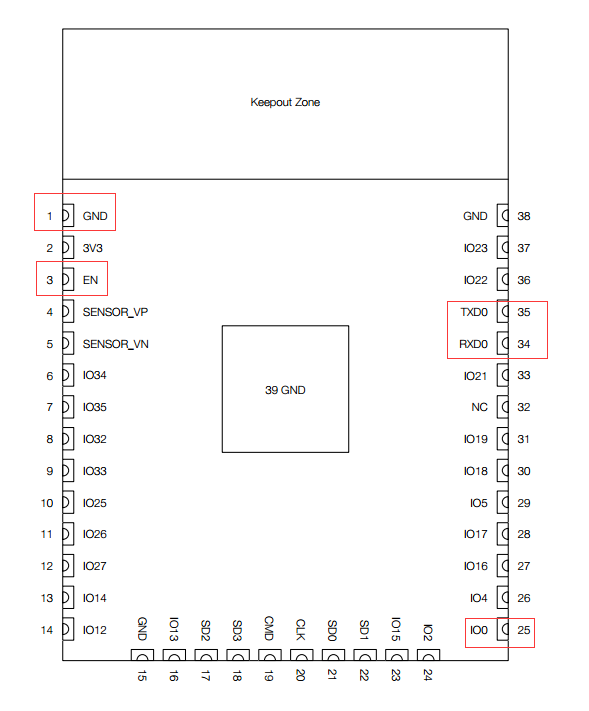 Keepout Zone
1 GND
2 3V3
3 EN
4 SENSOR_VP
5 SENSOR_VN
6 IO34
7 IO35
8 IO32
9 IO33
10 IO25
11 IO26
12 IO27
13 IO14
14 IO12
39 GND
GND 38
IO23 37
IO22 36
TXD0 35
RXD0 34
IO21 33
NC 32
IO19 31
IO18 30
IO5 29
IO17 28
IO16 27
IO4 26
IO0 25
GND 15
IO13 16
SD2 17
SD3 18
CMD 19
CLK 20
SD0 21
SD1 22
IO15 23
IO2 24